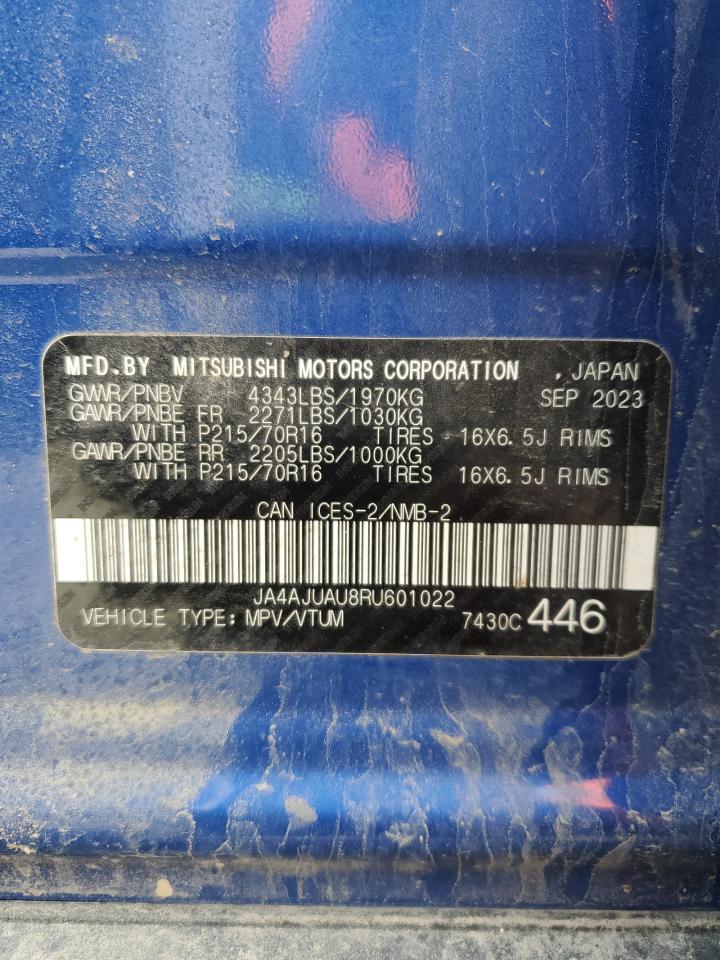 MFD.BY MITSUBISHI MOTORS CORPORATION , JAPAN
GVWR/PNBV 4343LBS/1970KG SEP 2023
GAWR/PNBE FR 2271LBS/1030KG
WITH P215/70R16 TIRES 16X6.5J RIMS
GAWR/PNBE RR 2205LBS/1000KG
WITH P215/70R16 TIRES 16X6.5J RIMS
CAN ICES-2/NMB-2
JA4AJUAU8RU601022
VEHICLE TYPE: MPV/VTUM 7430C 446